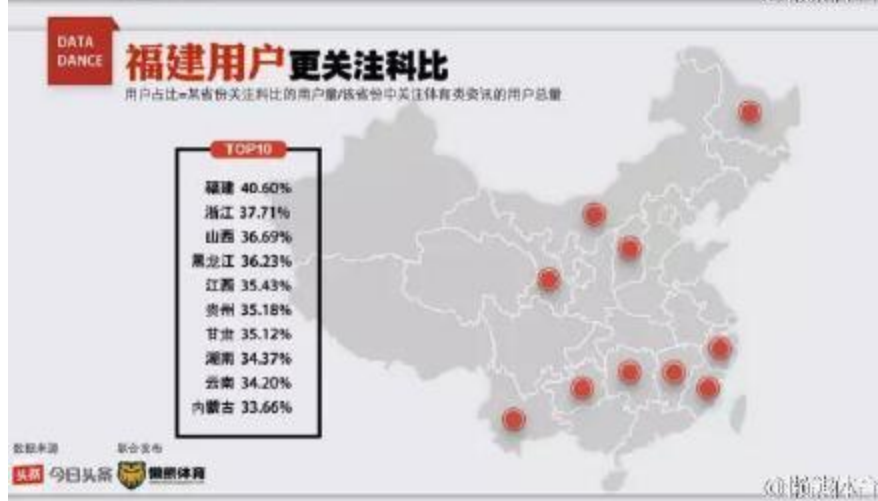 DATA
DANCE
福建用户更关注科比
用户占比=某省份关注科比的用户量/该省份中关注体育类资讯的用户总量
TOP10
福建 40.60%
浙江 37.71%
山西 36.69%
黑龙江 36.23%
江西 35.43%
贵州 35.18%
甘肃 35.12%
湖南 34.37%
云南 34.20%
内蒙古 33.66%
数据来源
联合发布
头条 今日头条
懒熊体育
@懒熊体育